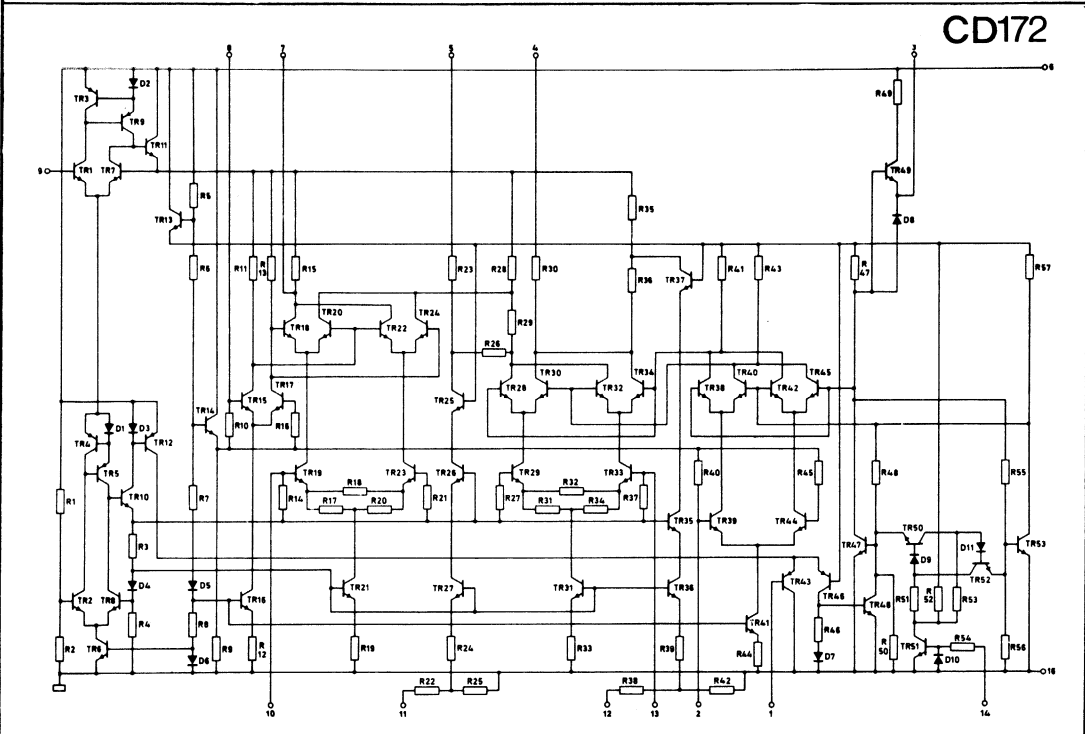 CD172
8 7 5 4 3
6
D2
TR3
TR9
TR11
R49
9
TR1 TR7
TR49
R5
R35
TR13
D8
R6 R11 R13 R15 R23 R28 R30 R36 TR37 R41 R43 R47 R57
TR20 TR24
TR18 TR22 R29
R26
TR17 TR30 TR34 TR40 TR45
TR28 TR32 TR38 TR42
TR14 TR15 TR25
D1 D3 R10 R16
TR4 TR12
TR5
TR19 TR23 TR26 TR29 TR33 R40 R45 R48 R55
R1 TR10 R7 R14 R18 R21 R27 R32 R37
R17 R20 R31 R34
TR35 TR39 TR44
TR50
R3 TR47 D9 D11 TR53
TR52
D4 D5 TR21 TR27 TR31 TR36 TR43
TR46
TR2 TR8 TR16 TR48 R51 R52 R53
R4 R8 TR41 R46
R2 TR6 R9 R12 R19 R24 R33 R39 R44 R50 TR51 R54 R56
D6 D7 D10
16
R22 R25 R38 R42
10 11 12 13 2 1 14